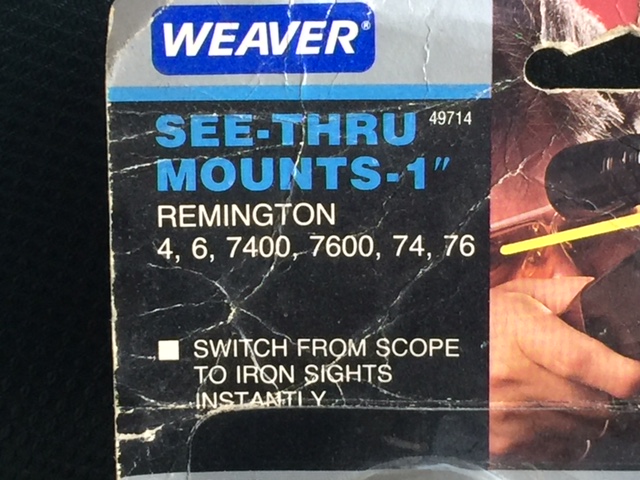 WEAVER®
SEE-THRU 49714
MOUNTS-1"
REMINGTON
4, 6, 7400, 7600, 74, 76
SWITCH FROM SCOPE
TO IRON SIGHTS
INSTANTLY